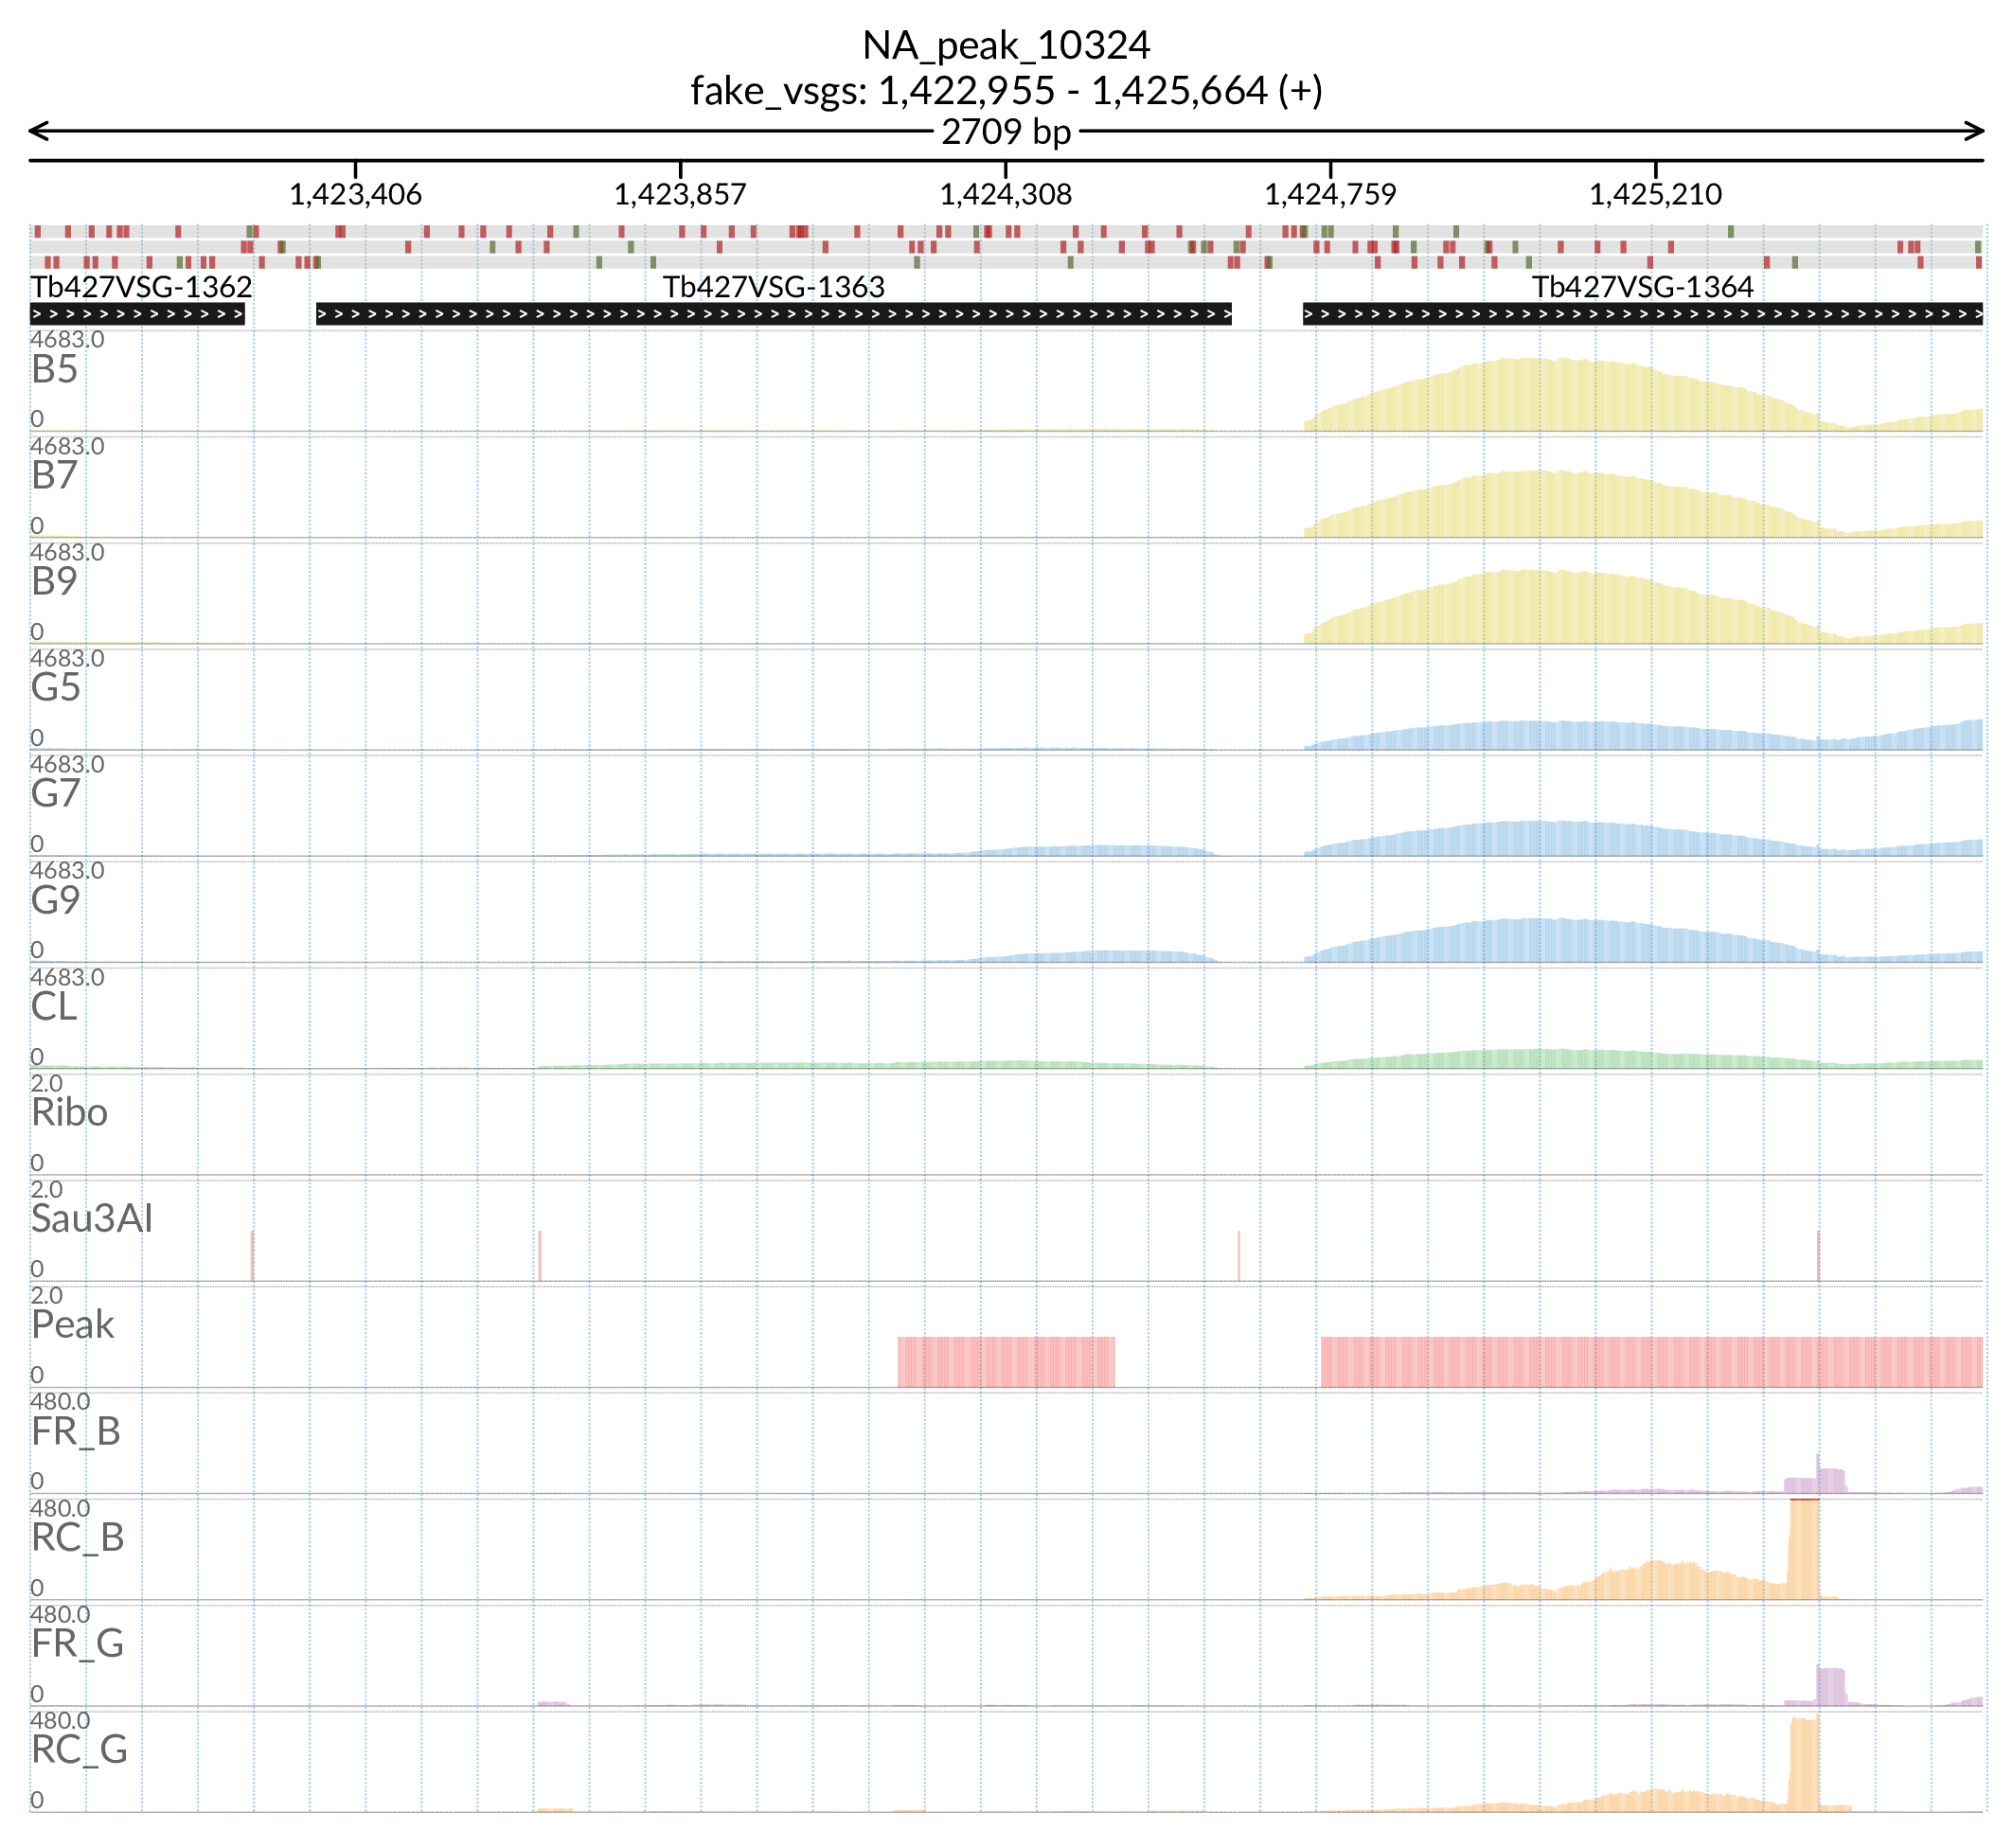 NA_peak_10324
fake_vsgs: 1,422,955 - 1,425,664 (+)
2709 bp
1,423,406 1,423,857 1,424,308 1,424,759 1,425,210
Tb427VSG-1362 Tb427VSG-1363 Tb427VSG-1364
4683.0
B5
0
4683.0
B7
0
4683.0
B9
0
4683.0
G5
0
4683.0
G7
0
4683.0
G9
0
4683.0
CL
0
2.0
Ribo
0
2.0
Sau3AI
0
2.0
Peak
0
480.0
FR_B
0
480.0
RC_B
0
480.0
FR_G
0
480.0
RC_G
0